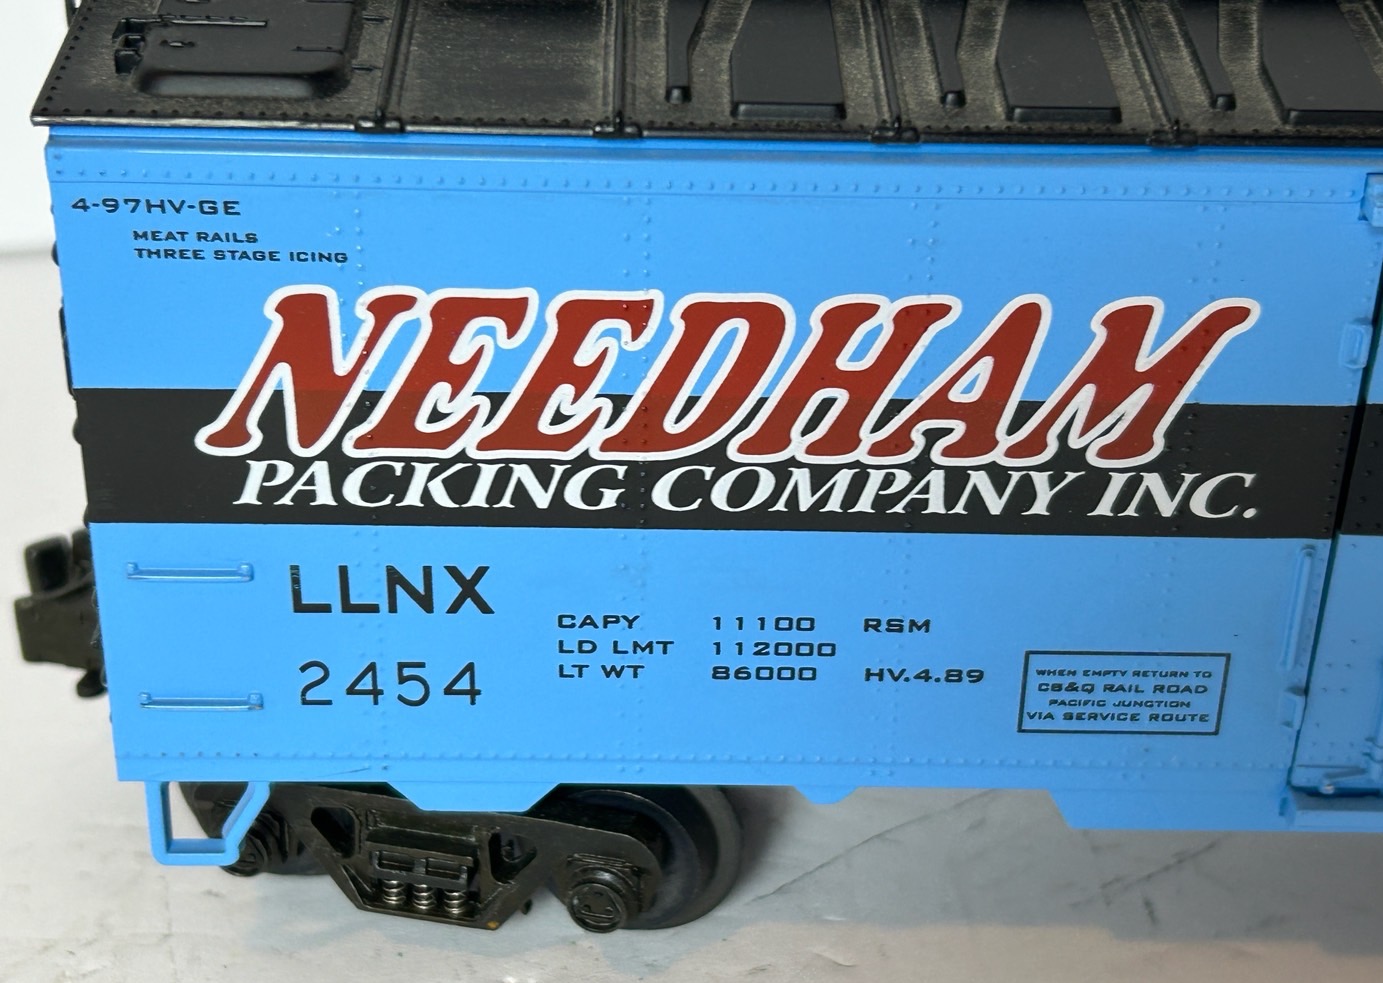 4-97HV-GE
MEAT RAILS
THREE STAGE ICING
NEEDHAM
PACKING COMPANY INC.
LLNX
2454
CAPY 11100 RSM
LD LMT 112000
LT WT 86000 HV.4.89
WHEN EMPTY RETURN TO
CB&Q RAIL ROAD
PACIFIC JUNCTION
VIA SERVICE ROUTE